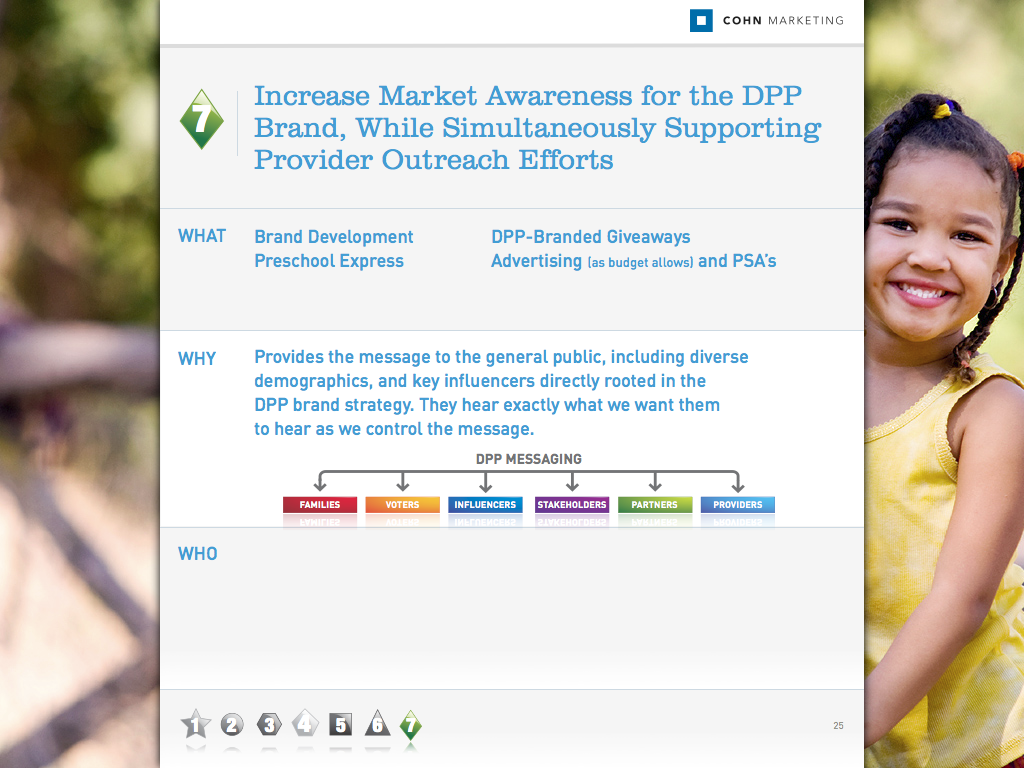 COHN MARKETING
7
Increase Market Awareness for the DPP
Brand, While Simultaneously Supporting
Provider Outreach Efforts
WHAT
Brand Development
Preschool Express
DPP-Branded Giveaways
Advertising (as budget allows) and PSA's
WHY
Provides the message to the general public, including diverse
demographics, and key influencers directly rooted in the
DPP brand strategy. They hear exactly what we want them
to hear as we control the message.
DPP MESSAGING
FAMILIES VOTERS INFLUENCERS STAKEHOLDERS PARTNERS PROVIDERS
WHO
1 2 3 4 5 6 7
25